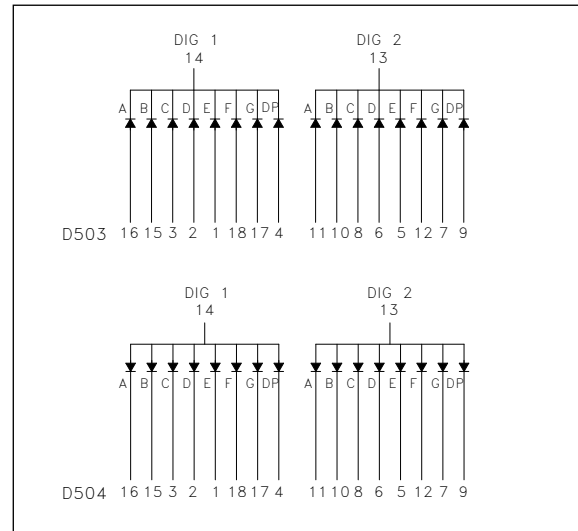 DIG 1 DIG 2
14 13
A B C D E F G DP A B C D E F G DP
D503 16 15 3 2 1 18 17 4 11 10 8 6 5 12 7 9
DIG 1 DIG 2
14 13
A B C D E F G DP A B C D E F G DP
D504 16 15 3 2 1 18 17 4 11 10 8 6 5 12 7 9